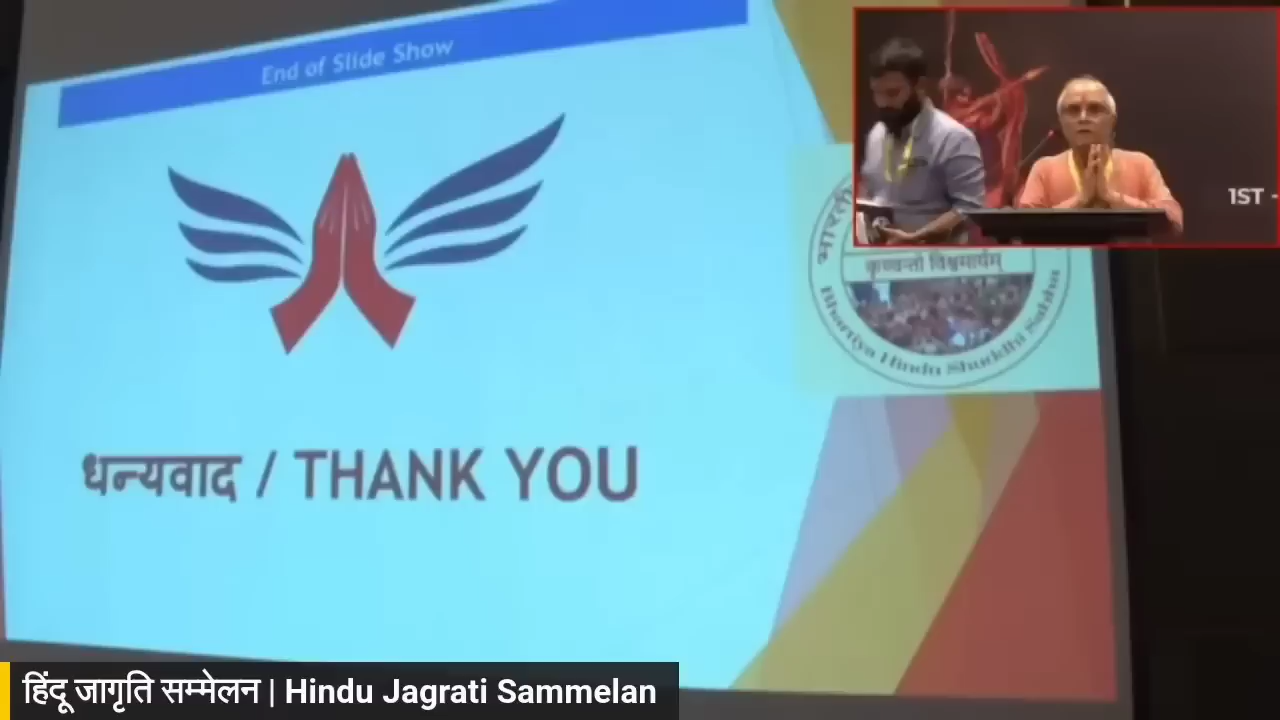 End of Slide Show
1ST -
भारती
कृण्वन्तो विश्वमार्यम्
Bhartiya Hindu Shuddhi Sabha
धन्यवाद / THANK YOU
हिंदू जागृति सम्मेलन | Hindu Jagrati Sammelan